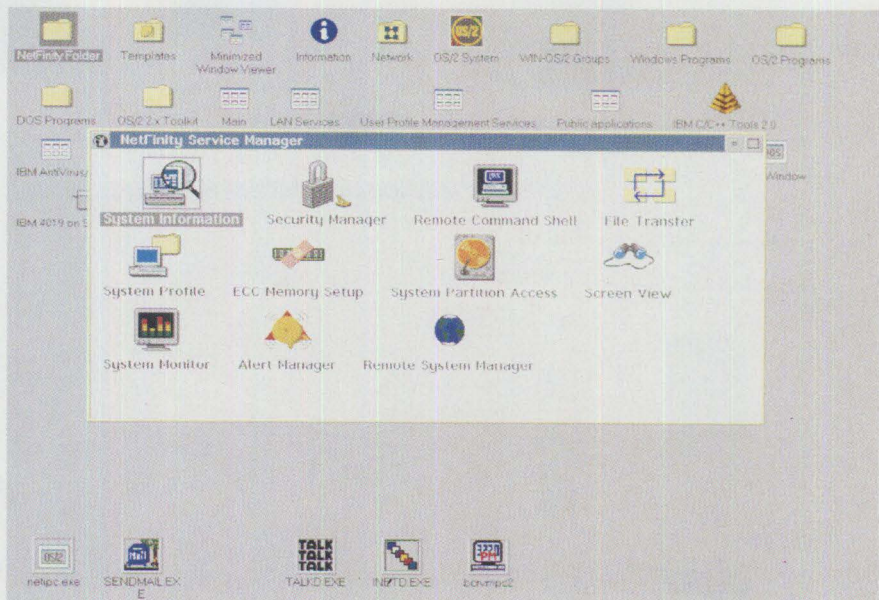 NetFinity Folder
Templates
Minimized Window Viewer
Information
Network
OS/2 System
WIN-OS/2 Groups
Windows Programs
OS/2 Programs
DOS Programs
OS/2 2.x Toolkit
Main
LAN Services
User Profile Management Services
Public applications
IBM C/C++ Tools 2.0
NetFinity Service Manager
IBM AntiVirus/
Window
IBM 4019 on
System Information
Security Manager
Remote Command Shell
File Transfer
System Profile
ECC Memory Setup
System Partition Access
Screen View
System Monitor
Alert Manager
Remote System Manager
OS/2
Mail
TALK
TALK
TALK
3270
netipc.exe
SENDMAIL.EX
E
TALKD.EXE
INETD.EXE